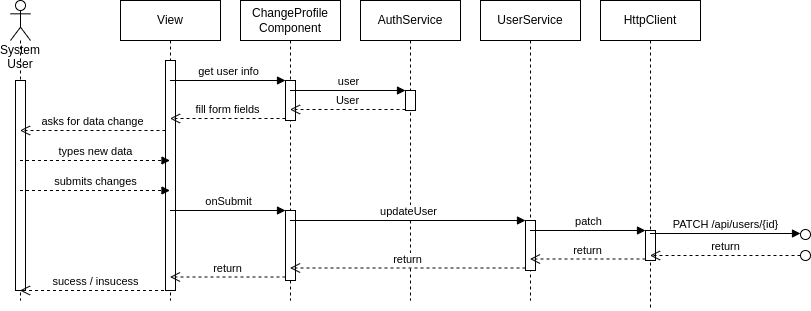 System
User
View
ChangeProfile
Component
AuthService
UserService
HttpClient
get user info
user
User
fill form fields
asks for data change
types new data
submits changes
onSubmit
updateUser
patch
PATCH /api/users/{id}
return
return
return
return
sucess / insucess